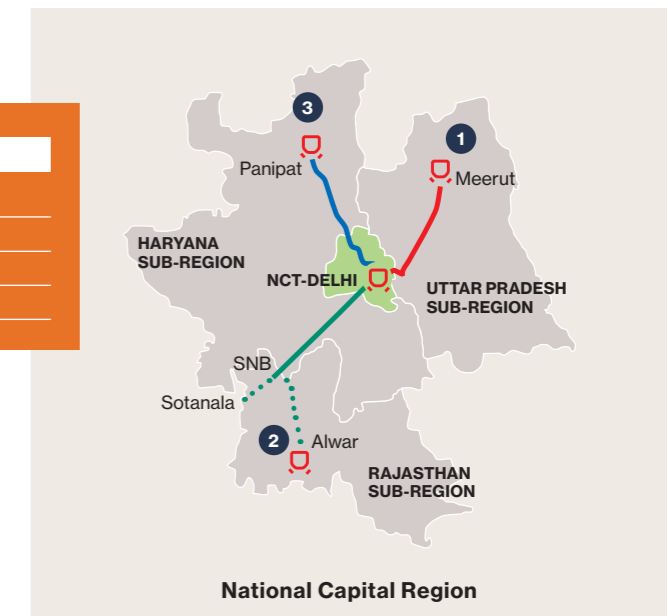 3
1
Panipat
Meerut
HARYANA
SUB-REGION
NCT-DELHI
UTTAR PRADESH
SUB-REGION
SNB
Sotanala
2
Alwar
RAJASTHAN
SUB-REGION
National Capital Region